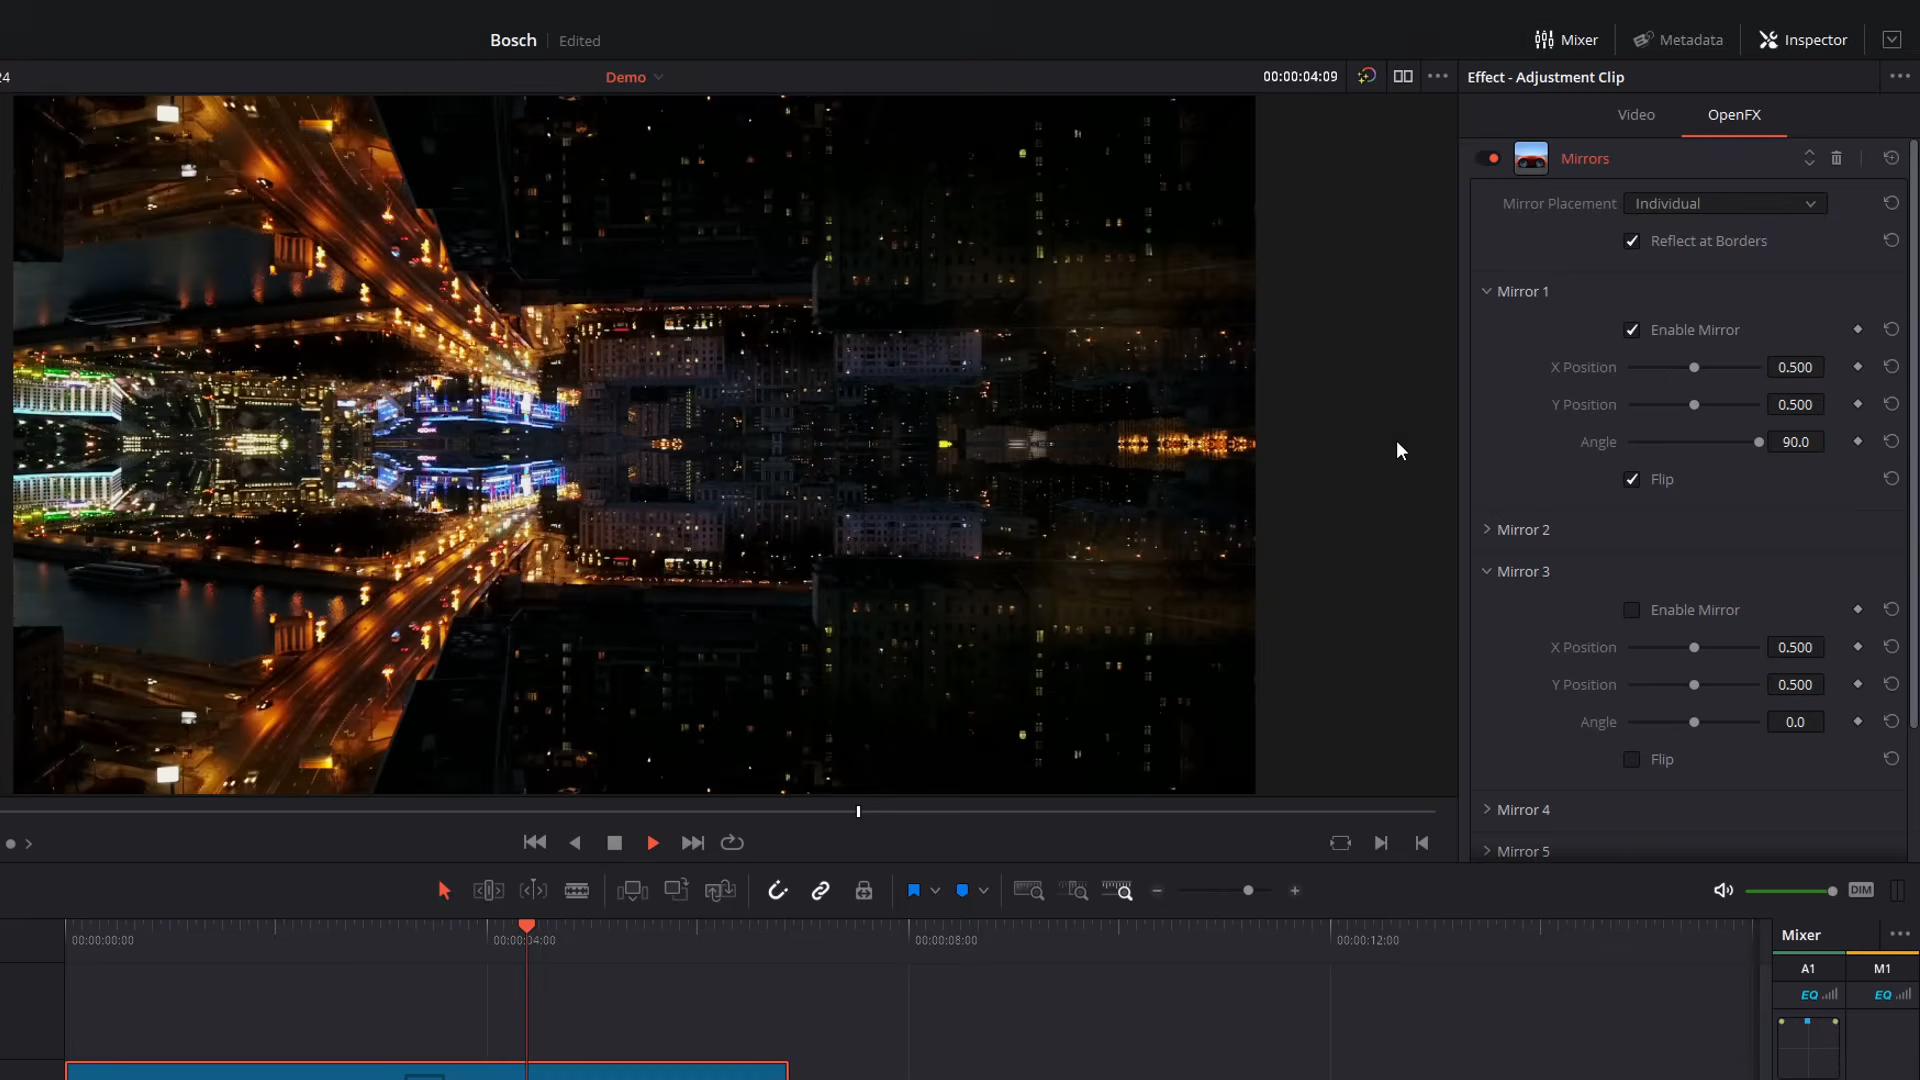 Bosch
Edited
Mixer
Metadata
Inspector
24
Demo
00:00:04:09
Effect - Adjustment Clip
Video
OpenFX
Mirrors
Mirror Placement
Individual
Reflect at Borders
Mirror 1
Enable Mirror
X Position
0.500
Y Position
0.500
Angle
90.0
Flip
Mirror 2
Mirror 3
Enable Mirror
X Position
0.500
Y Position
0.500
Angle
0.0
Flip
Mirror 4
Mirror 5
DIM
00:00:00:00
00:00:04:00
00:00:08:00
00:00:12:00
Mixer
A1
M1
EQ
EQ